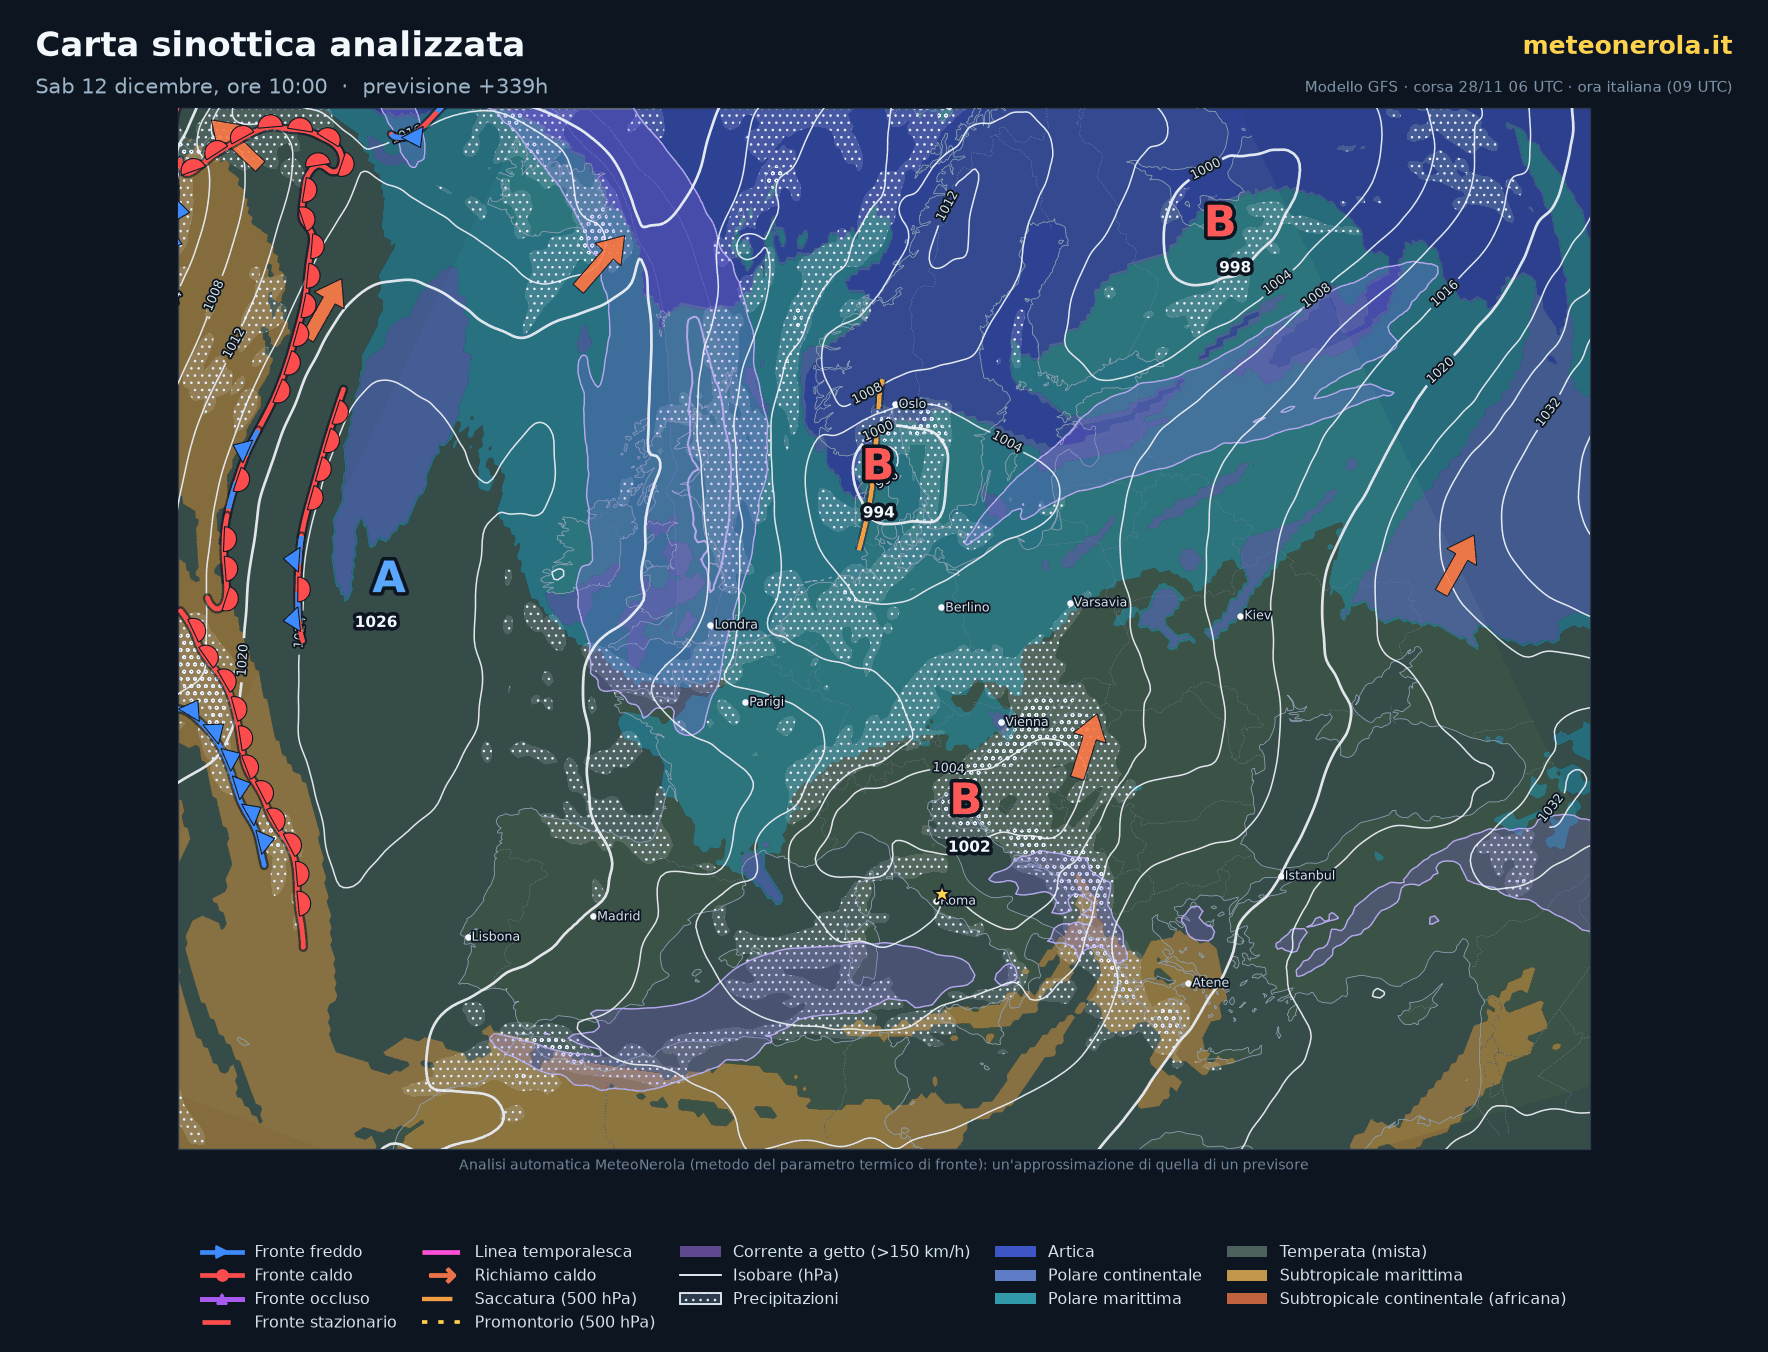 Carta sinottica analizzata
meteonerola.it
Sab 12 dicembre, ore 10:00 · previsione +339h
Modello GFS · corsa 28/11 06 UTC · ora italiana (09 UTC)
1012
1000
B
998
1004
1008
1016
1008
1012
1020
1032
1008
Oslo
1000
1004
B
994
A
1026
1020
Berlino
Varsavia
Kiev
Londra
Parigi
Vienna
1004
B
1002
1032
Roma
Istanbul
Madrid
Lisbona
Atene
Analisi automatica MeteoNerola (metodo del parametro termico di fronte): un'approssimazione di quella di un previsore
Fronte freddo
Linea temporalesca
Corrente a getto (>150 km/h)
Artica
Temperata (mista)
Fronte caldo
Richiamo caldo
Isobare (hPa)
Polare continentale
Subtropicale marittima
Fronte occluso
Saccatura (500 hPa)
Precipitazioni
Polare marittima
Subtropicale continentale (africana)
Fronte stazionario
Promontorio (500 hPa)